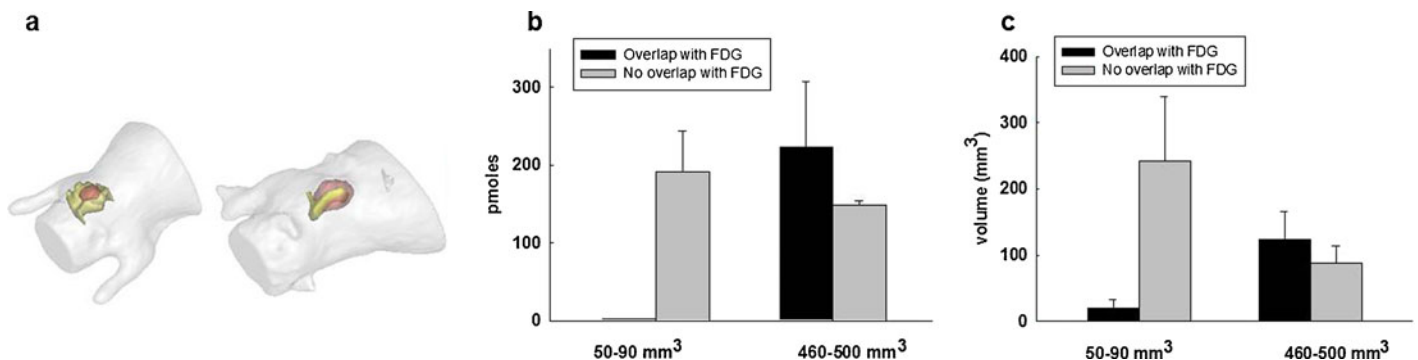 a
b
Overlap with FDG
No overlap with FDG
pmoles
300
200
100
0
50-90 mm³
460-500 mm³
c
Overlap with FDG
No overlap with FDG
volume (mm³)
400
300
200
100
0
50-90 mm³
460-500 mm³